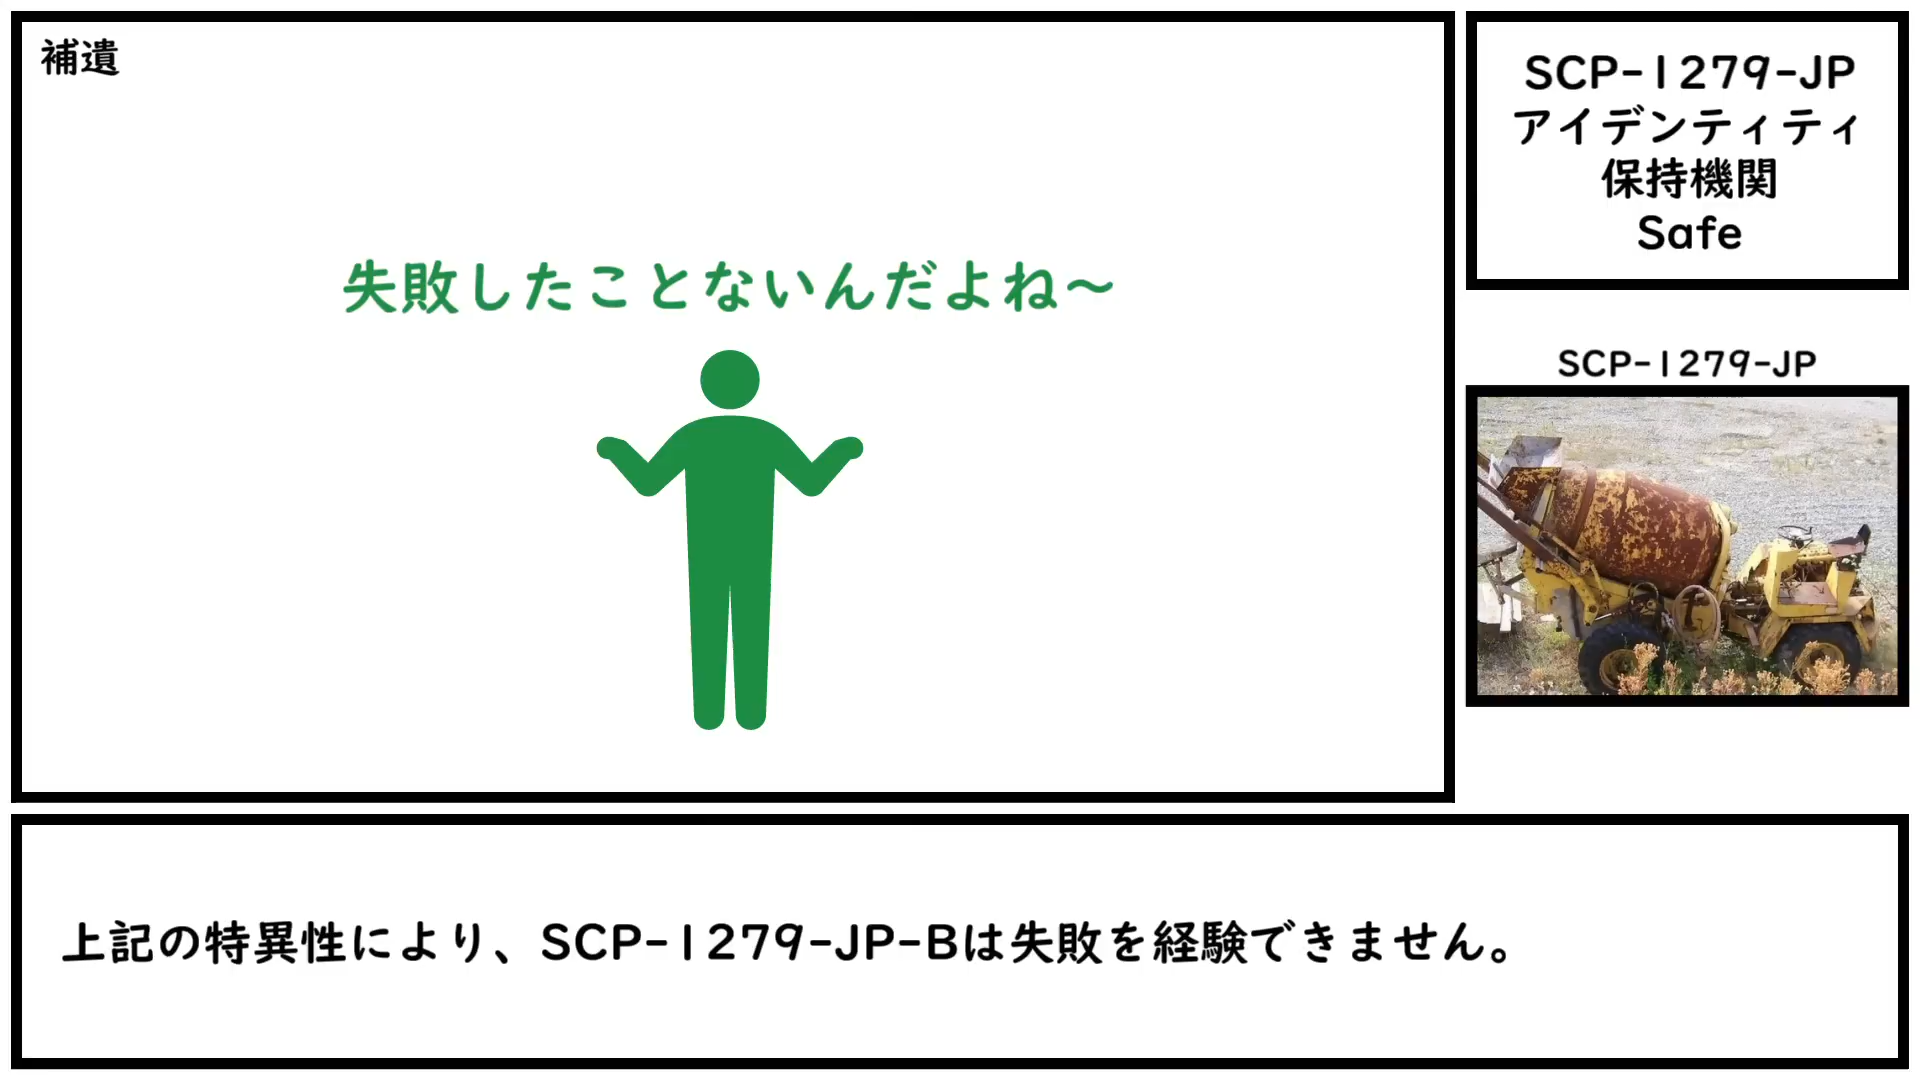 補遺
失敗したことないんだよね～
SCP-1279-JP
アイデンティティ
保持機関
Safe
SCP-1279-JP
上記の特異性により、SCP-1279-JP-Bは失敗を経験できません。